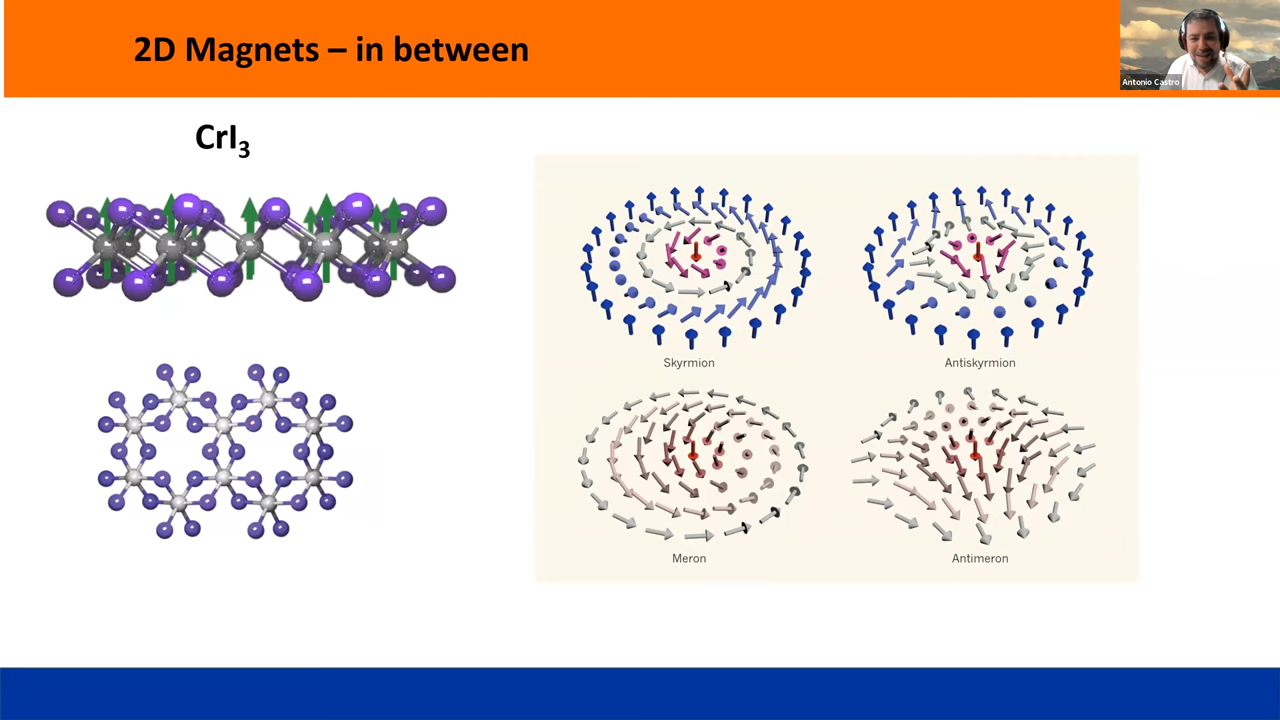 2D Magnets – in between
Antonio Castro
CrI₃
Skyrmion
Antiskyrmion
Meron
Antimeron